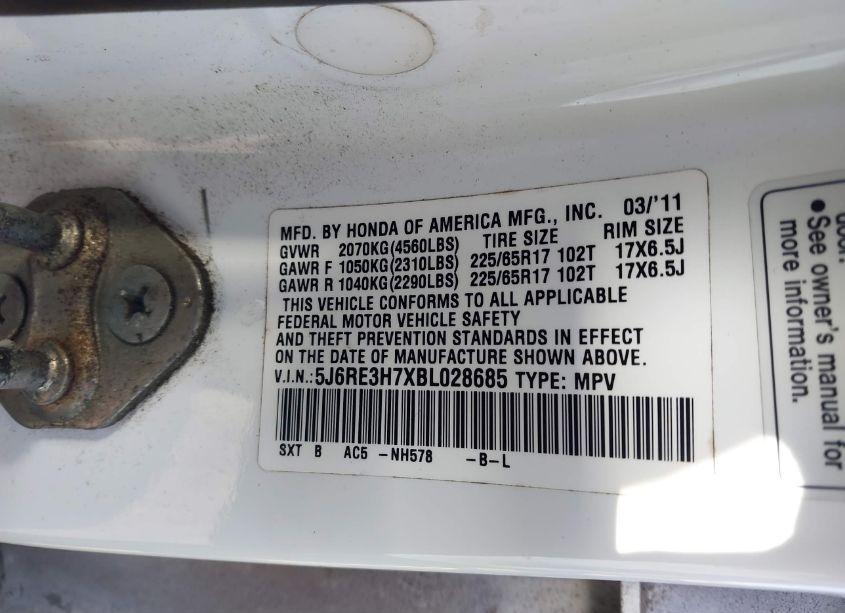 MFD. BY HONDA OF AMERICA MFG., INC. 03/'11
GVWR 2070KG(4560LBS) TIRE SIZE RIM SIZE
GAWR F 1050KG(2310LBS) 225/65R17 102T 17X6.5J
GAWR R 1040KG(2290LBS) 225/65R17 102T 17X6.5J
THIS VEHICLE CONFORMS TO ALL APPLICABLE
FEDERAL MOTOR VEHICLE SAFETY
AND THEFT PREVENTION STANDARDS IN EFFECT
ON THE DATE OF MANUFACTURE SHOWN ABOVE.
V.I.N.:5J6RE3H7XBL028685 TYPE: MPV
SXT B AC5 -NH578 -B-L
door.
•See owner's manual for
more information.